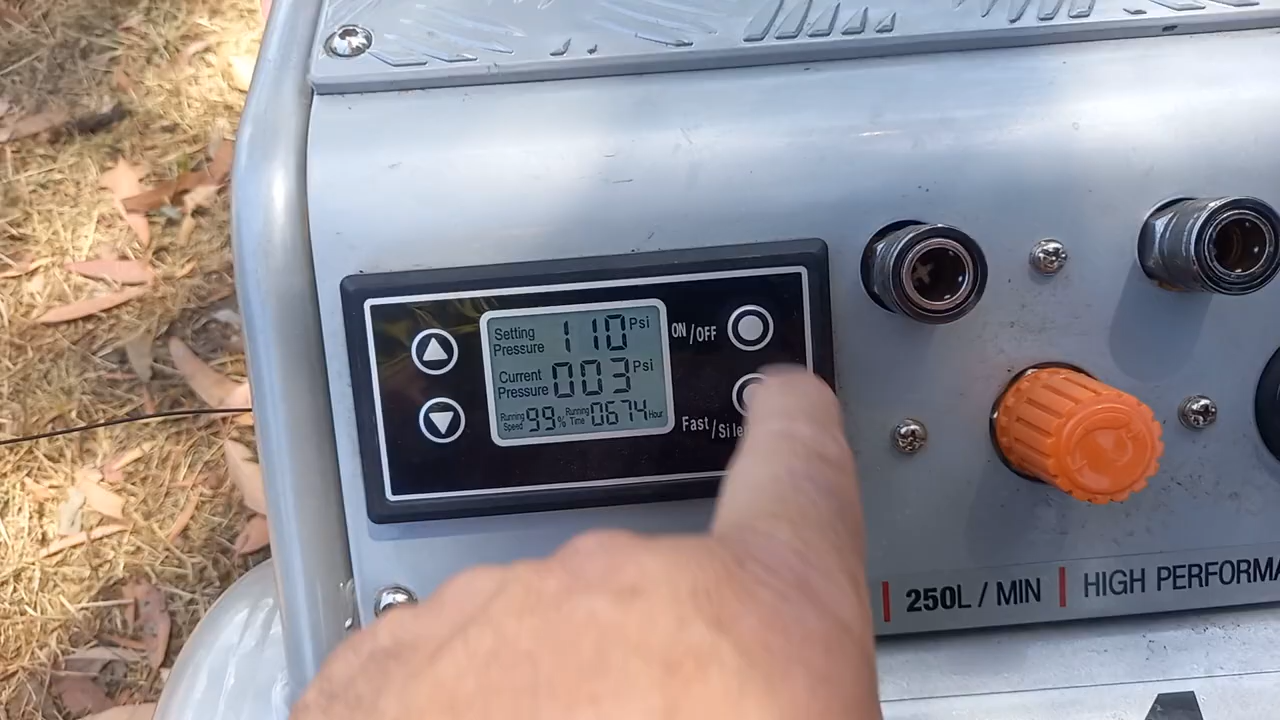 Setting Pressure 110 Psi
Current Pressure 003 Psi
Running Speed 99% Running Time 0674 Hour
ON/OFF
Fast/Sile
250L / MIN | HIGH PERFORMA